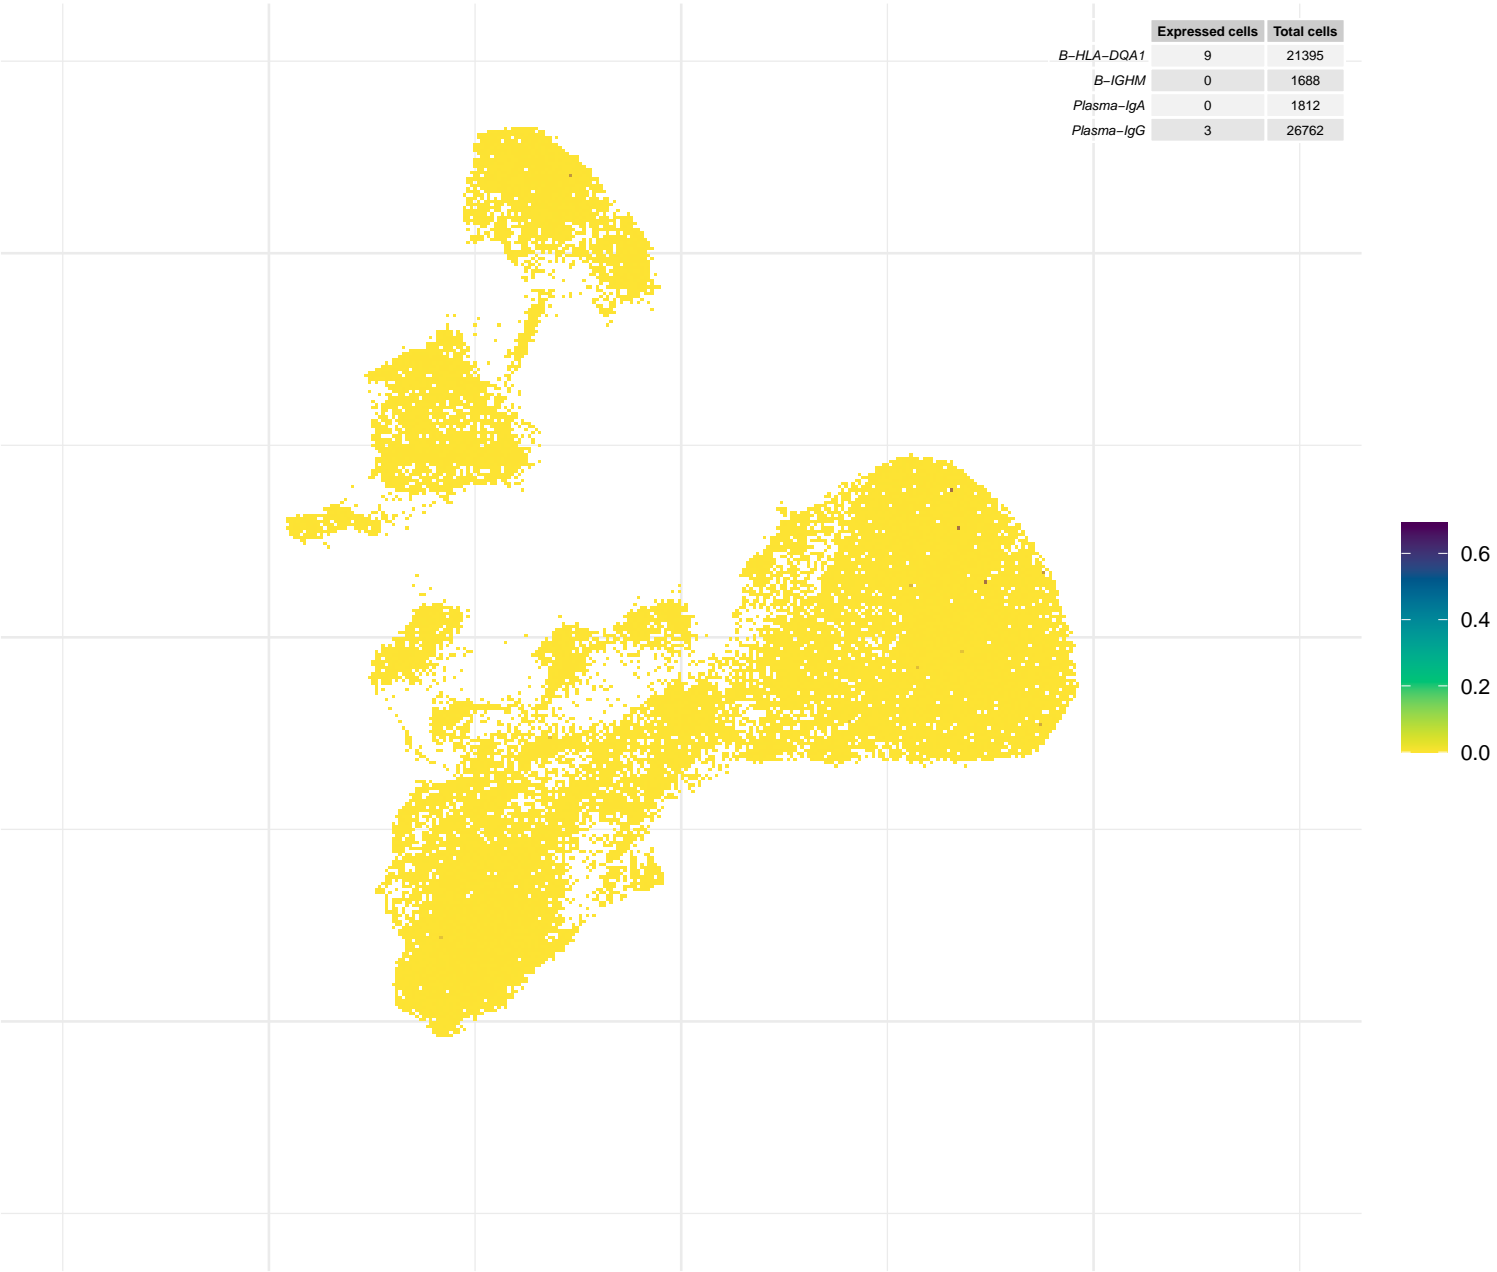 Expressed cells Total cells
B−HLA−DQA1 9 21395
B−IGHM 0 1688
Plasma−IgA 0 1812
Plasma−IgG 3 26762
0.6
0.4
0.2
0.0